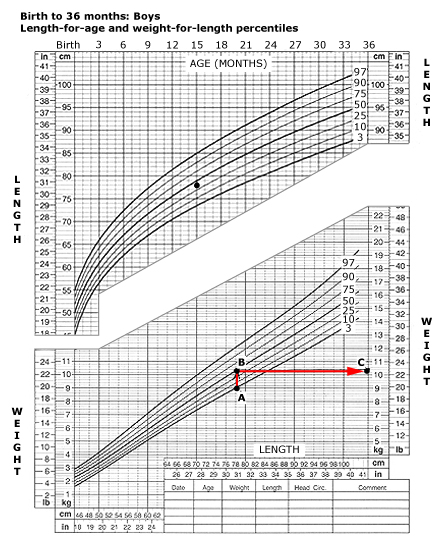 Birth to 36 months: Boys
Length-for-age and weight-for-length percentiles
Birth 3 6 9 12 15 18 21 24 27 30 33 36
in cm AGE (MONTHS) cm in
97
90
75
50
25
10
3
41
40
39
38
37
36
35
34
33
32
31
30
29
28
27
26
25
24
23
22
21
20
19
18
100
95
90
85
80
75
70
65
60
55
50
100
95
90
41
40
39
38
37
36
35
L
E
N
G
T
H
L
E
N
G
T
H
22
21
20
19
18
17
16
15
14
13
12
11
10
9
8
7
6
5
kg
48
46
44
42
40
38
36
34
32
30
28
26
24
22
20
18
16
14
12
lb
97
90
75
50
25
10
3
W
E
I
G
H
T
B
C
A
24
22
20
18
16
14
12
10
8
6
4
2
lb
11
10
9
8
7
6
5
4
3
2
1
kg
W
E
I
G
H
T
LENGTH
64 66 68 70 72 74 76 78 80 82 84 86 88 90 92 94 96 98 100 cm
26 27 28 29 30 31 32 33 34 35 36 37 38 39 40 41 in
Date Age Weight Length Head Circ. Comment
cm 46 48 50 52 54 56 58 60 62
in 18 19 20 21 22 23 24